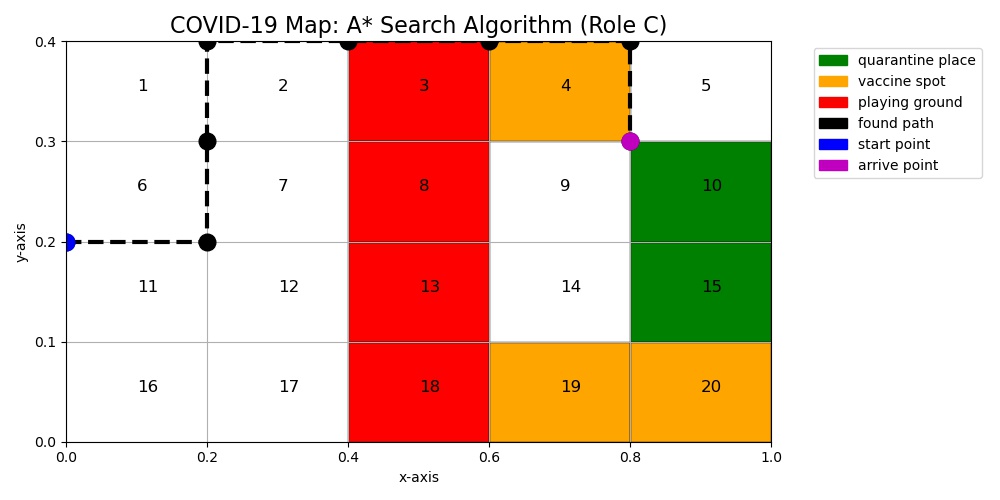 COVID-19 Map: A* Search Algorithm (Role C)
0.4
1 2 3 4 5
0.3
6 7 8 9 10
0.2
11 12 13 14 15
0.1
16 17 18 19 20
0.0
0.0 0.2 0.4 0.6 0.8 1.0
x-axis
y-axis
quarantine place
vaccine spot
playing ground
found path
start point
arrive point